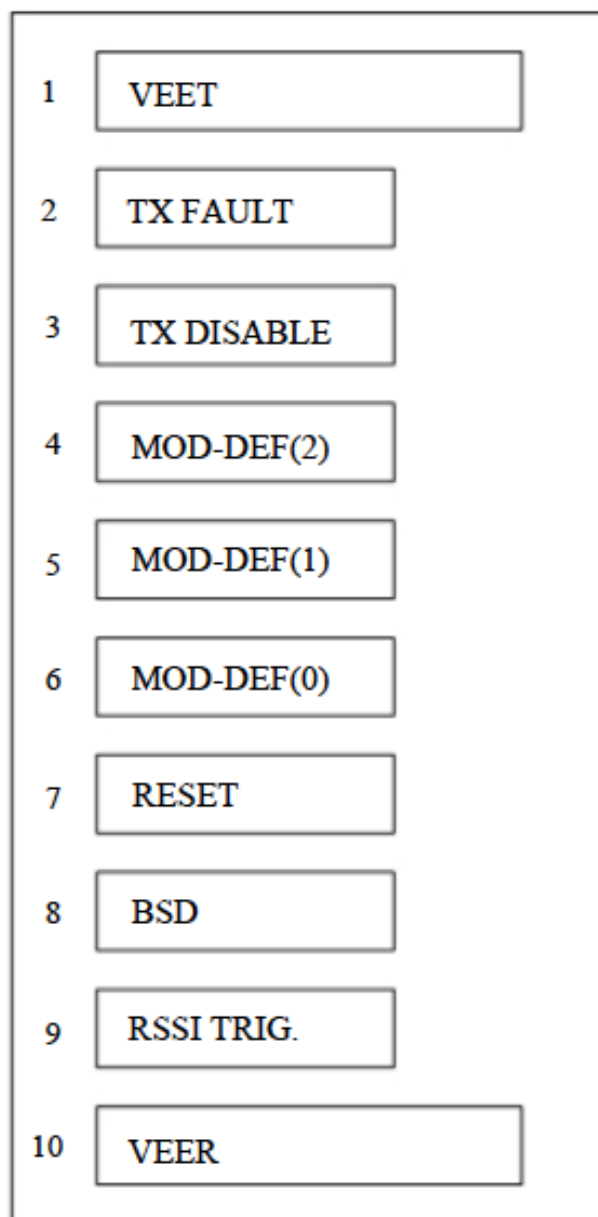 1 VEET
2 TX FAULT
3 TX DISABLE
4 MOD-DEF(2)
5 MOD-DEF(1)
6 MOD-DEF(0)
7 RESET
8 BSD
9 RSSI TRIG.
10 VEER